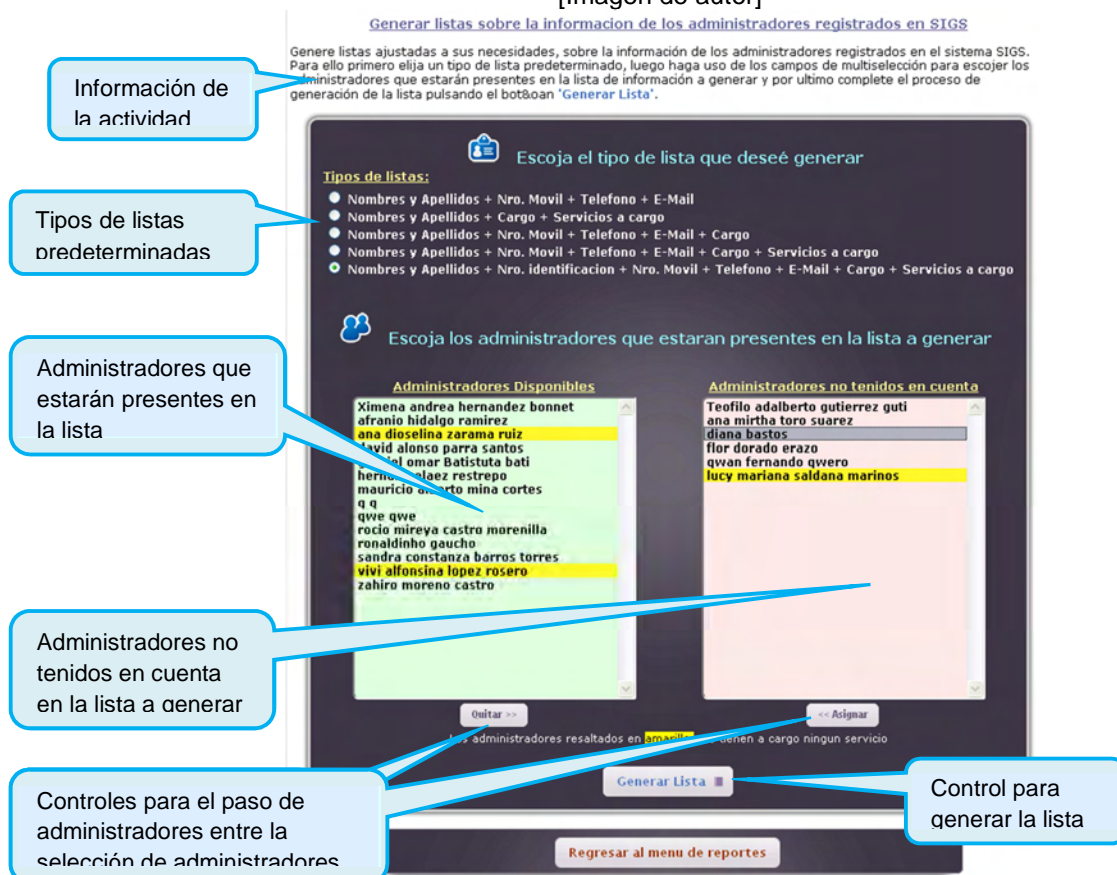 [Imagen de autor]
Generar listas sobre la informacion de los administradores registrados en SIGS
Genere listas ajustadas a sus necesidades, sobre la información de los administradores registrados en el sistema SIGS.
Para ello primero elija un tipo de lista predeterminado, luego haga uso de los campos de multiselección para escojer los
administradores que estarán presentes en la lista de información a generar y por ultimo complete el proceso de
generación de la lista pulsando el bot&oan 'Generar Lista'.
Información de
la actividad
Escoja el tipo de lista que deseé generar
Tipos de listas:
Nombres y Apellidos + Nro. Movil + Telefono + E-Mail
Nombres y Apellidos + Cargo + Servicios a cargo
Nombres y Apellidos + Nro. Movil + Telefono + E-Mail + Cargo
Nombres y Apellidos + Nro. Movil + Telefono + E-Mail + Cargo + Servicios a cargo
Nombres y Apellidos + Nro. identificacion + Nro. Movil + Telefono + E-Mail + Cargo + Servicios a cargo
Tipos de listas
predeterminadas
Escoja los administradores que estaran presentes en la lista a generar
Administradores que
estarán presentes en
la lista
Administradores Disponibles
Ximena andrea hernandez bonnet
afranio hidalgo ramirez
ana dioselina zarama ruiz
david alonso parra santos
omar Batistuta bati
restrepo
mauricio mina cortes
q q
qwe qwe
rocio mireya castro morenilla
ronaldinho gaucho
sandra constanza barros torres
vivi alfonsina lopez rosero
zahiro moreno castro
Administradores no tenidos en cuenta
Teofilo adalberto gutierrez guti
ana mirtha toro suarez
diana bastos
flor dorado erazo
qwan fernando qwero
lucy mariana saldana marinos
Administradores no
tenidos en cuenta
en la lista a generar
Quitar >>
<< Asignar
administradores resaltados en amarillo tienen a cargo ningun servicio
Generar Lista
Controles para el paso de
administradores entre la
selección de administradores
Control para
generar la lista
Regresar al menu de reportes